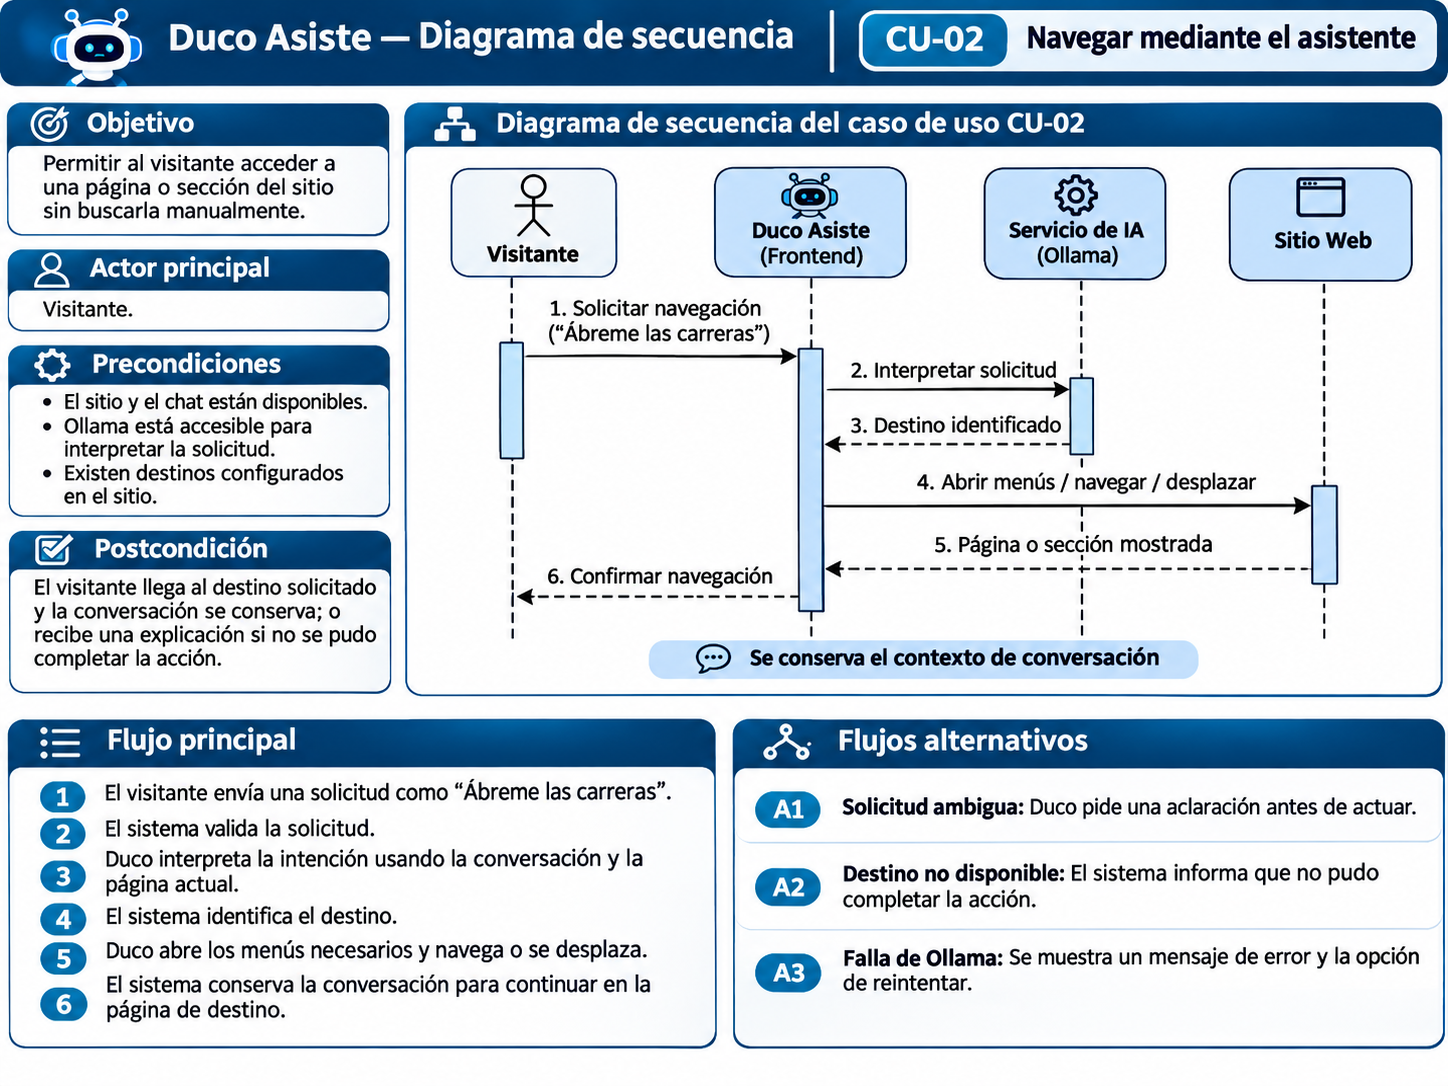 Duco Asiste — Diagrama de secuencia
CU-02
Navegar mediante el asistente
Objetivo
Permitir al visitante acceder a
una página o sección del sitio
sin buscarla manualmente.
Actor principal
Visitante.
Precondiciones
• El sitio y el chat están disponibles.
• Ollama está accesible para
interpretar la solicitud.
• Existen destinos configurados
en el sitio.
Postcondición
El visitante llega al destino solicitado
y la conversación se conserva; o
recibe una explicación si no se pudo
completar la acción.
Diagrama de secuencia del caso de uso CU-02
Visitante
Duco Asiste
(Frontend)
Servicio de IA
(Ollama)
Sitio Web
1. Solicitar navegación
(“Ábreme las carreras”)
2. Interpretar solicitud
3. Destino identificado
4. Abrir menús / navegar / desplazar
5. Página o sección mostrada
6. Confirmar navegación
Se conserva el contexto de conversación
Flujo principal
1 El visitante envía una solicitud como “Ábreme las carreras”.
2 El sistema valida la solicitud.
3 Duco interpreta la intención usando la conversación y la
página actual.
4 El sistema identifica el destino.
5 Duco abre los menús necesarios y navega o se desplaza.
6 El sistema conserva la conversación para continuar en la
página de destino.
Flujos alternativos
A1 Solicitud ambigua: Duco pide una aclaración antes de actuar.
A2 Destino no disponible: El sistema informa que no pudo
completar la acción.
A3 Falla de Ollama: Se muestra un mensaje de error y la opción
de reintentar.